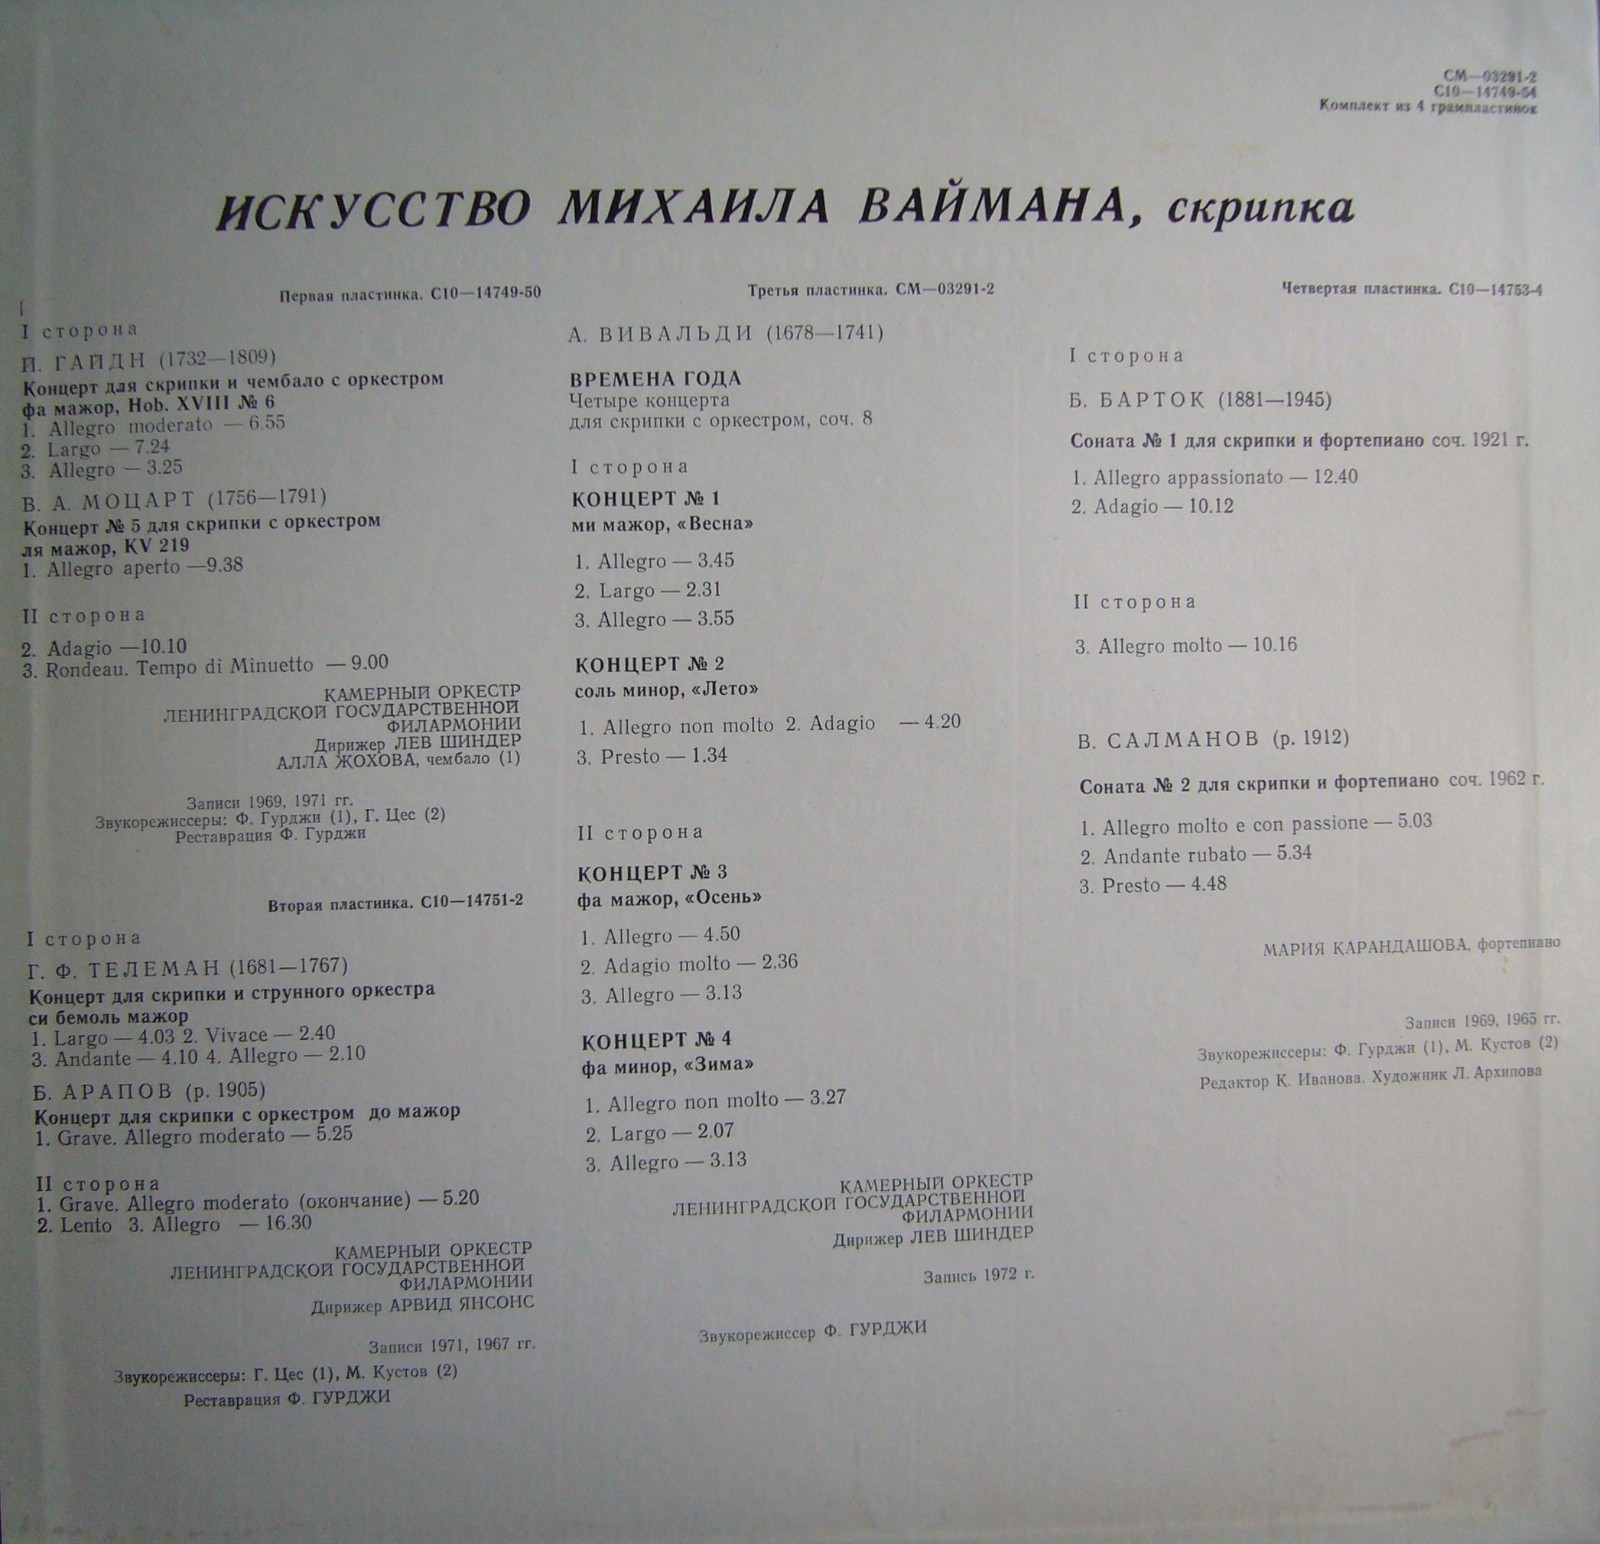 СМ—03291-2
С10—14749-54
Комплект из 4 грампластинок
ИСКУССТВО МИХАИЛА ВАЙМАНА, скрипка
Первая пластинка. С10—14749-50
I сторона
Й. ГАЙДН (1732—1809)
Концерт для скрипки и чембало с оркестром
фа мажор, Hob. XVIII № 6
1. Allegro moderato — 6.55
2. Largo — 7.24
3. Allegro — 3.25
В. А. МОЦАРТ (1756—1791)
Концерт № 5 для скрипки с оркестром
ля мажор, KV 219
1. Allegro aperto —9.38
II сторона
2. Adagio —10.10
3. Rondeau. Tempo di Minuetto — 9.00
КАМЕРНЫЙ ОРКЕСТР
ЛЕНИНГРАДСКОЙ ГОСУДАРСТВЕННОЙ
ФИЛАРМОНИИ
Дирижер ЛЕВ ШИНДЕР
АЛЛА ЖОХОВА, чембало (1)
Записи 1969, 1971 гг.
Звукорежиссеры: Ф. Гурджи (1), Г. Цес (2)
Реставрация Ф. Гурджи
Вторая пластинка. С10—14751-2
I сторона
Г. Ф. ТЕЛЕМАН (1681—1767)
Концерт для скрипки и струнного оркестра
си бемоль мажор
1. Largo — 4.03 2. Vivace — 2.40
3. Andante — 4.10 4. Allegro — 2.10
Б. АРАПОВ (р. 1905)
Концерт для скрипки с оркестром до мажор
1. Grave. Allegro moderato — 5.25
II сторона
1. Grave. Allegro moderato (окончание) — 5.20
2. Lento 3. Allegro — 16.30
КАМЕРНЫЙ ОРКЕСТР
ЛЕНИНГРАДСКОЙ ГОСУДАРСТВЕННОЙ
ФИЛАРМОНИИ
Дирижер АРВИД ЯНСОНС
Записи 1971, 1967 гг.
Звукорежиссеры: Г. Цес (1), М. Кустов (2)
Реставрация Ф. ГУРДЖИ
Третья пластинка. СМ—03291-2
А. ВИВАЛЬДИ (1678—1741)
ВРЕМЕНА ГОДА
Четыре концерта
для скрипки с оркестром, соч. 8
I сторона
КОНЦЕРТ № 1
ми мажор, «Весна»
1. Allegro — 3.45
2. Largo — 2.31
3. Allegro — 3.55
КОНЦЕРТ № 2
соль минор, «Лето»
1. Allegro non molto 2. Adagio — 4.20
3. Presto — 1.34
II сторона
КОНЦЕРТ № 3
фа мажор, «Осень»
1. Allegro — 4.50
2. Adagio molto — 2.36
3. Allegro — 3.13
КОНЦЕРТ № 4
фа минор, «Зима»
1. Allegro non molto — 3.27
2. Largo — 2.07
3. Allegro — 3.13
КАМЕРНЫЙ ОРКЕСТР
ЛЕНИНГРАДСКОЙ ГОСУДАРСТВЕННОЙ
ФИЛАРМОНИИ
Дирижер ЛЕВ ШИНДЕР
Запись 1972 г.
Звукорежиссер Ф. ГУРДЖИ
Четвертая пластинка. С10—14753-4
I сторона
Б. БАРТОК (1881—1945)
Соната № 1 для скрипки и фортепиано соч. 1921 г.
1. Allegro appassionato — 12.40
2. Adagio — 10.12
II сторона
3. Allegro molto — 10.16
В. САЛМАНОВ (р. 1912)
Соната № 2 для скрипки и фортепиано соч. 1962 г.
1. Allegro molto e con passione — 5.03
2. Andante rubato — 5.34
3. Presto — 4.48
МАРИЯ КАРАНДАШОВА, фортепиано
Записи 1969, 1965 гг.
Звукорежиссеры: Ф. Гурджи (1), М. Кустов (2)
Редактор К. Иванова. Художник Л. Архипова